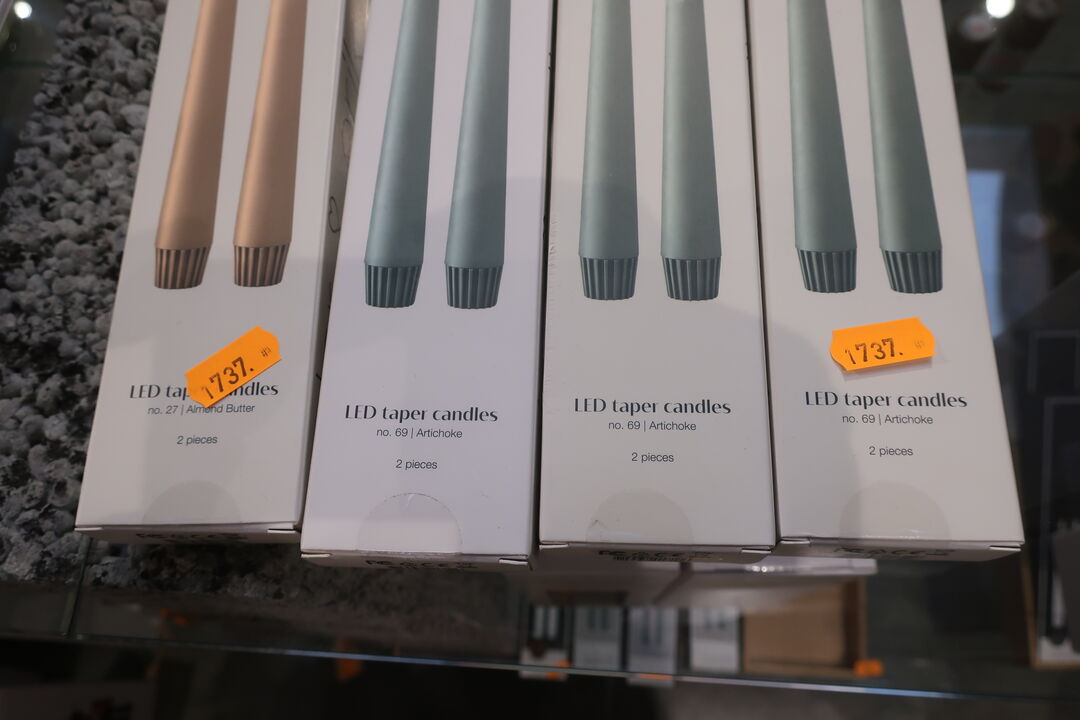 1737.
LED taper candles
no. 27 | Almond Butter
2 pieces
LED taper candles
no. 69 | Artichoke
2 pieces
LED taper candles
no. 69 | Artichoke
2 pieces
1737.
LED taper candles
no. 69 | Artichoke
2 pieces